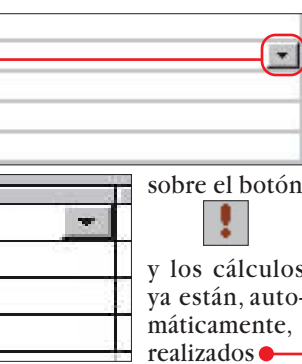 sobre el botón
y los cálculos
ya están, auto-
máticamente,
realizados